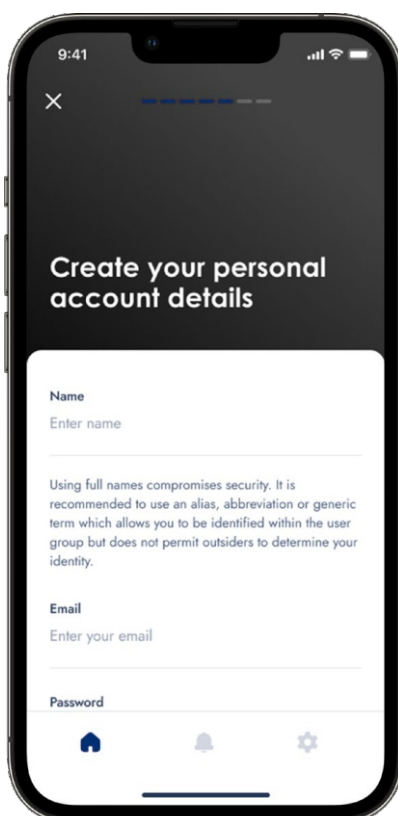 9:41
Create your personal
account details
Name
Enter name
Using full names compromises security. It is
recommended to use an alias, abbreviation or generic
term which allows you to be identified within the user
group but does not permit outsiders to determine your
identity.
Email
Enter your email
Password